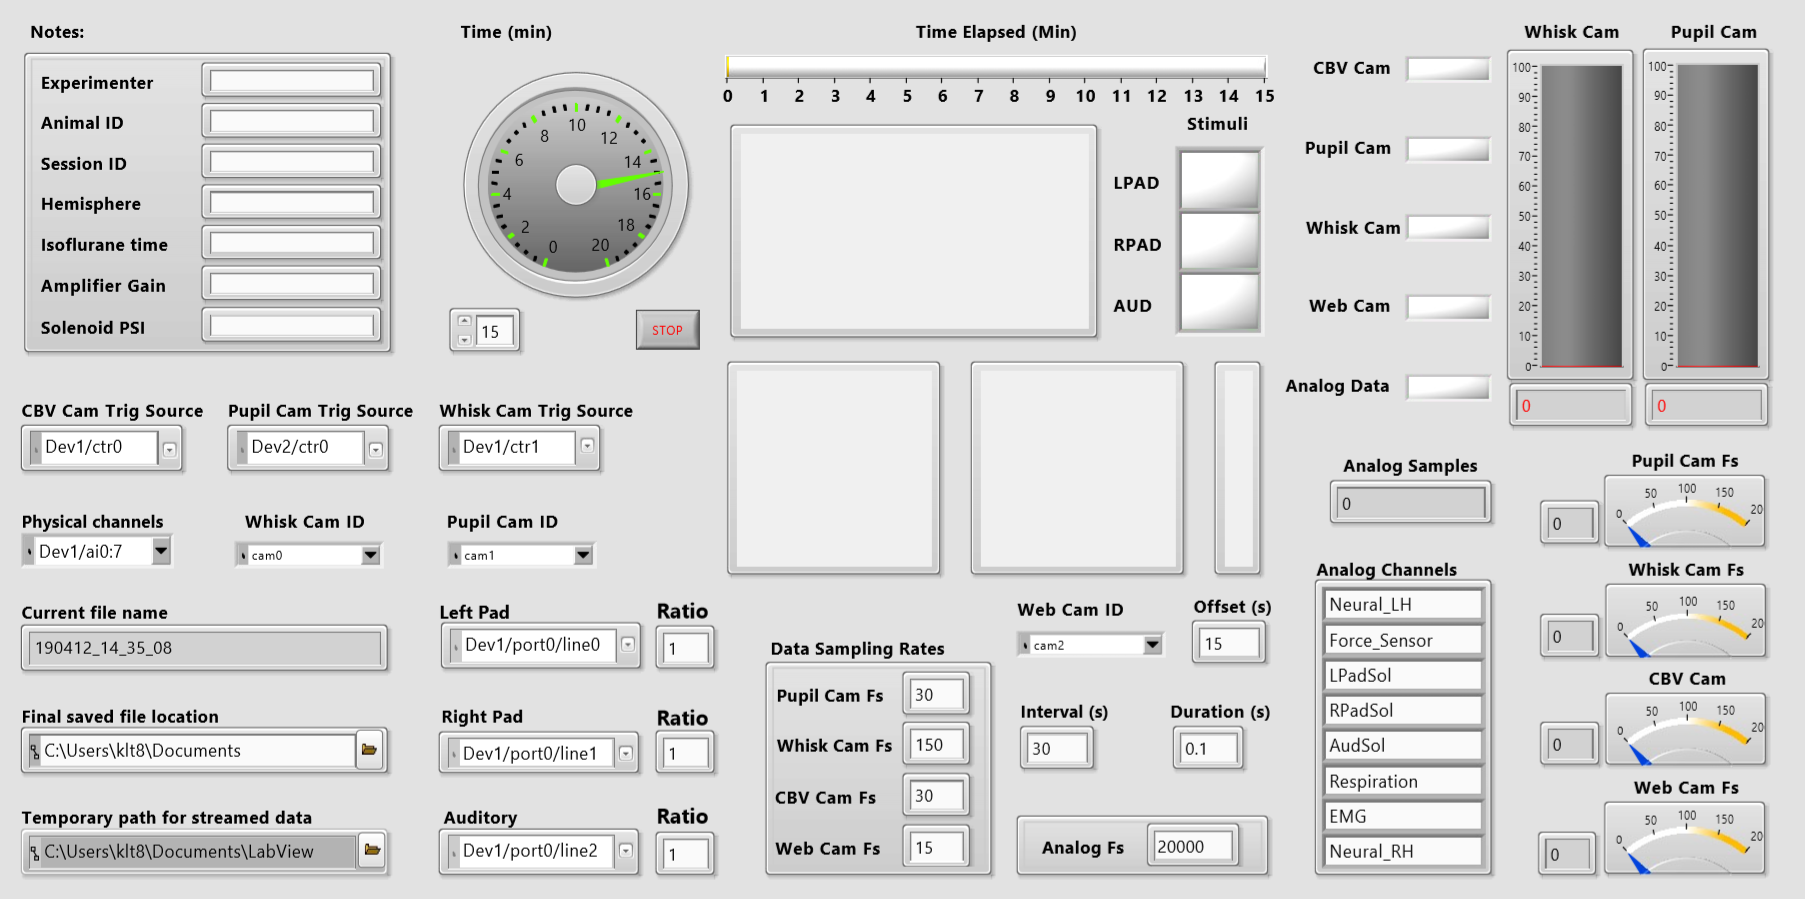 Notes:
Experimenter
Animal ID
Session ID
Hemisphere
Isoflurane time
Amplifier Gain
Solenoid PSI
Time (min)
0 2 4 6 8 10 12 14 16 18 20
15
STOP
Time Elapsed (Min)
0 1 2 3 4 5 6 7 8 9 10 11 12 13 14 15
Stimuli
LPAD
RPAD
AUD
CBV Cam
Pupil Cam
Whisk Cam
Web Cam
Analog Data
Whisk Cam
100
90
80
70
60
50
40
30
20
10
0
0
Pupil Cam
100
90
80
70
60
50
40
30
20
10
0
0
CBV Cam Trig Source
Dev1/ctr0
Pupil Cam Trig Source
Dev2/ctr0
Whisk Cam Trig Source
Dev1/ctr1
Physical channels
Dev1/ai0:7
Whisk Cam ID
cam0
Pupil Cam ID
cam1
Current file name
190412_14_35_08
Final saved file location
C:\Users\klt8\Documents
Temporary path for streamed data
C:\Users\klt8\Documents\LabView
Left Pad
Dev1/port0/line0
Ratio
1
Right Pad
Dev1/port0/line1
Ratio
1
Auditory
Dev1/port0/line2
Ratio
1
Data Sampling Rates
Pupil Cam Fs 30
Whisk Cam Fs 150
CBV Cam Fs 30
Web Cam Fs 15
Web Cam ID
cam2
Offset (s)
15
Interval (s)
30
Duration (s)
0.1
Analog Fs 20000
Analog Samples
0
Analog Channels
Neural_LH
Force_Sensor
LPadSol
RPadSol
AudSol
Respiration
EMG
Neural_RH
Pupil Cam Fs
0
0 50 100 150 20
Whisk Cam Fs
0
0 50 100 150 20
CBV Cam
0
0 50 100 150 20
Web Cam Fs
0
0 50 100 150 20